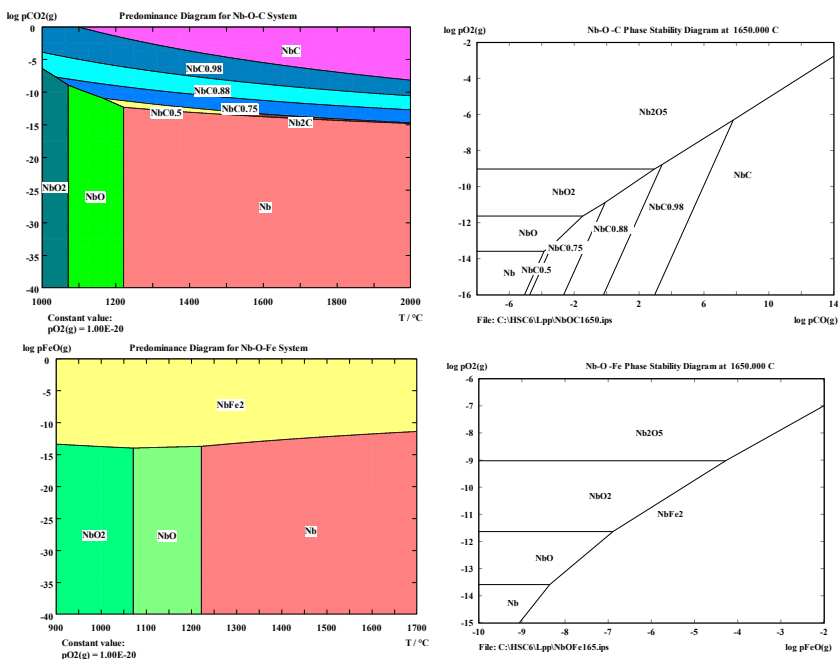 log pCO2(g) Predominance Diagram for Nb-O-C System
0
-5
-10
-15
-20
-25
-30
-35
-40
NbC
NbC0.98
NbC0.88
NbC0.75
NbC0.5
Nb2C
NbO2
NbO
Nb
1000 1200 1400 1600 1800 2000
Constant value: T / °C
pO2(g) = 1.00E-20
log pO2(g) Nb-O -C Phase Stability Diagram at 1650.000 C
-2
-4
-6
-8
-10
-12
-14
-16
Nb2O5
NbC
NbO2
NbC0.98
NbO
NbC0.88
NbC0.75
Nb
NbC0.5
-6 -2 2 6 10 14
File: C:\HSC6\Lpp\NbOC1650.ips log pCO(g)
log pFeO(g) Predominance Diagram for Nb-O-Fe System
0
-5
-10
-15
-20
-25
-30
-35
-40
NbFe2
NbO2
NbO
Nb
900 1000 1100 1200 1300 1400 1500 1600 1700
Constant value: T / °C
pO2(g) = 1.00E-20
log pO2(g) Nb-O -Fe Phase Stability Diagram at 1650.000 C
-6
-7
-8
-9
-10
-11
-12
-13
-14
-15
Nb2O5
NbO2
NbFe2
NbO
Nb
-10 -9 -8 -7 -6 -5 -4 -3 -2
File: C:\HSC6\Lpp\NbOFe165.ips log pFeO(g)